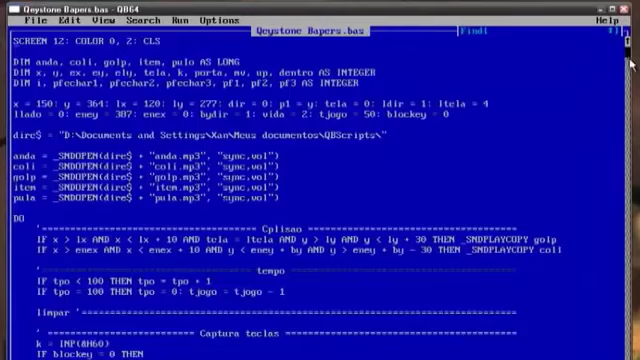 Qeystone Bapers.bas - QB64
File Edit View Search Run Options Help
Qeystone Bapers.bas Find[
SCREEN 12: COLOR 0, 2: CLS
DIM anda, coli, golp, item, pulo AS LONG
DIM x, y, ex, ey, ely, tela, k, porta, mv, up, dentro AS INTEGER
DIM i, pfechar1, pfechar2, pfechar3, pf1, pf2, pf3 AS INTEGER
x = 150: y = 364: lx = 120: ly = 277: dir = 0: pl = y: tela = 0: ldir = 1: ltela = 4
llado = 0: eney = 387: enex = 0: bydir = 1: vida = 2: tjogo = 50: blockey = 0
dire$ = "D:\Documents and Settings\Xan\Meus documentos\QBScripts\"
anda = _SNDOPEN(dire$ + "anda.mp3", "sync,vol")
coli = _SNDOPEN(dire$ + "coli.mp3", "sync,vol")
golp = _SNDOPEN(dire$ + "golp.mp3", "sync,vol")
item = _SNDOPEN(dire$ + "item.mp3", "sync,vol")
pula = _SNDOPEN(dire$ + "pula.mp3", "sync,vol")
DO
'========================================= Cplisao =========================================
IF x > lx AND x < lx + 10 AND tela = ltela AND y > ly AND y < ly + 30 THEN _SNDPLAYCOPY golp
IF x > enex AND x < enex + 10 AND y < eney + by AND y > eney + by - 30 THEN _SNDPLAYCOPY coli
'======================================== tempo ========================================
IF tpo < 100 THEN tpo = tpo + 1
IF tpo = 100 THEN tpo = 0: tjogo = tjogo - 1
limpar '==================================================================
'==================================== Captura teclas ====================================
k = INP(&H60)
IF blockey = 0 THEN